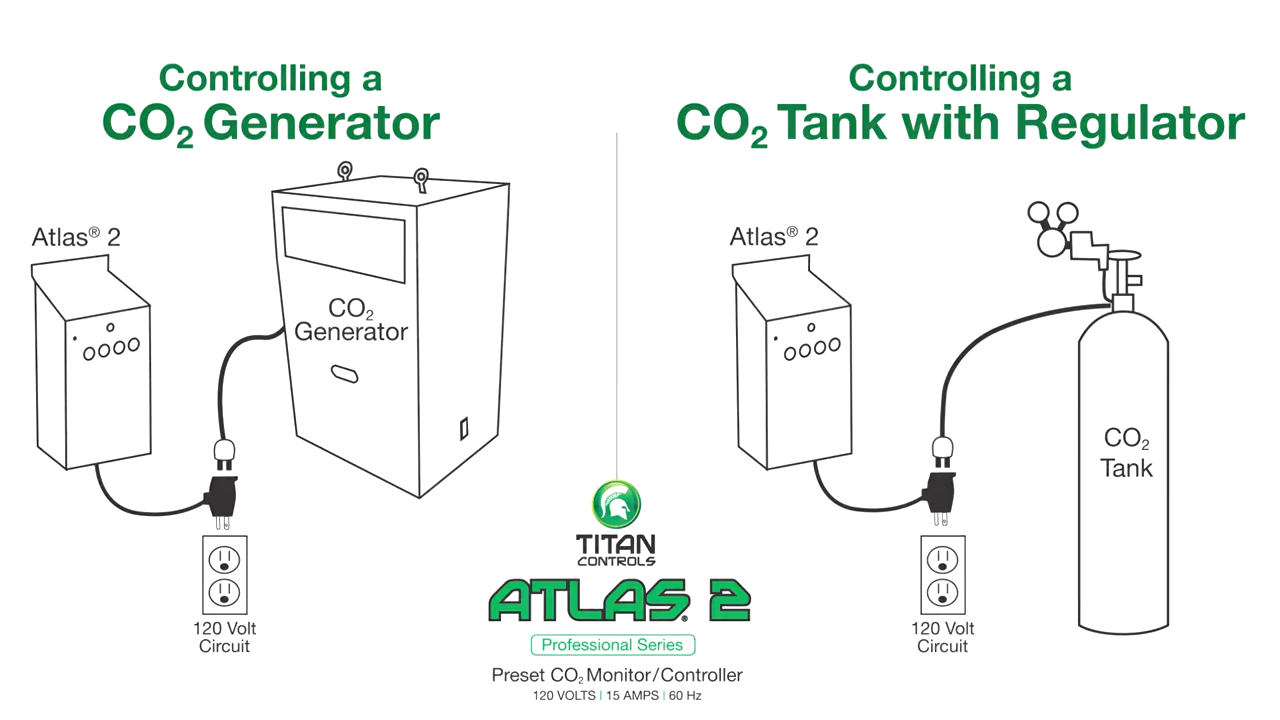 Controlling a
CO₂ Generator
Atlas® 2
CO₂
Generator
120 Volt
Circuit
Controlling a
CO₂ Tank with Regulator
Atlas® 2
CO₂
Tank
120 Volt
Circuit
TITAN
CONTROLS
ATLAS® 2
Professional Series
Preset CO₂ Monitor/Controller
120 VOLTS | 15 AMPS | 60 Hz